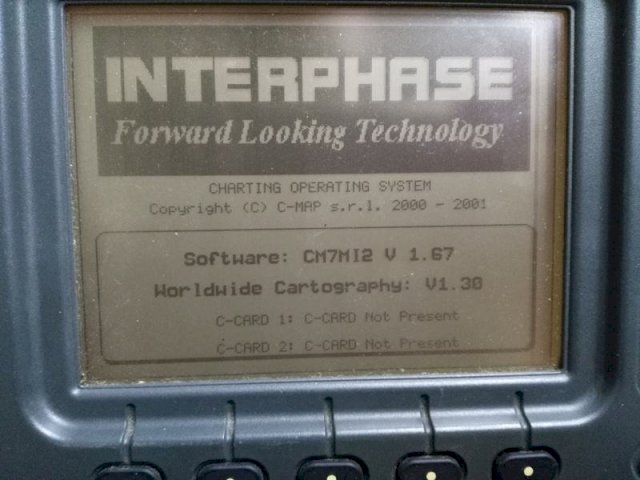 INTERPHASE
Forward Looking Technology
CHARTING OPERATING SYSTEM
Copyright (C) C-MAP s.r.l. 2000 - 2001
Software: CM7MI2 V 1.67
Worldwide Cartography: V1.30
C-CARD 1: C-CARD Not Present
C-CARD 2: C-CARD Not Present